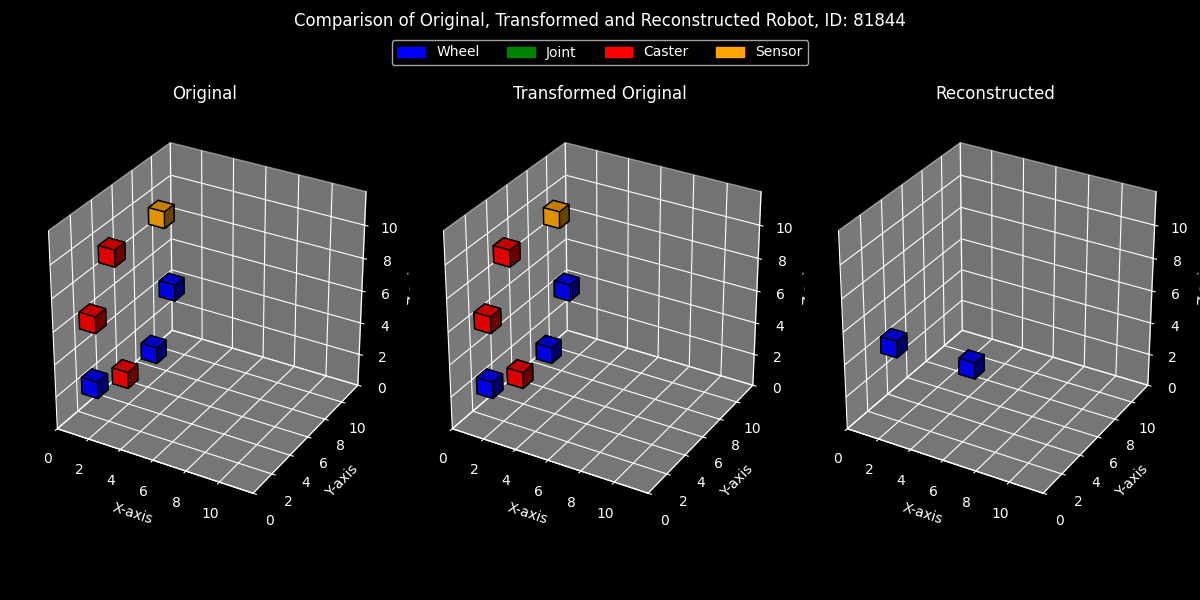 Comparison of Original, Transformed and Reconstructed Robot, ID: 81844
Wheel Joint Caster Sensor
Original Transformed Original Reconstructed
10 10 10
8 8 8
6 6 6
4 4 4
2 2 2
0 0 0
0 2 4 6 8 10 0 2 4 6 8 10 0 2 4 6 8 10
X-axis X-axis X-axis
0 2 4 6 8 10 0 2 4 6 8 10 0 2 4 6 8 10
Y-axis Y-axis Y-axis